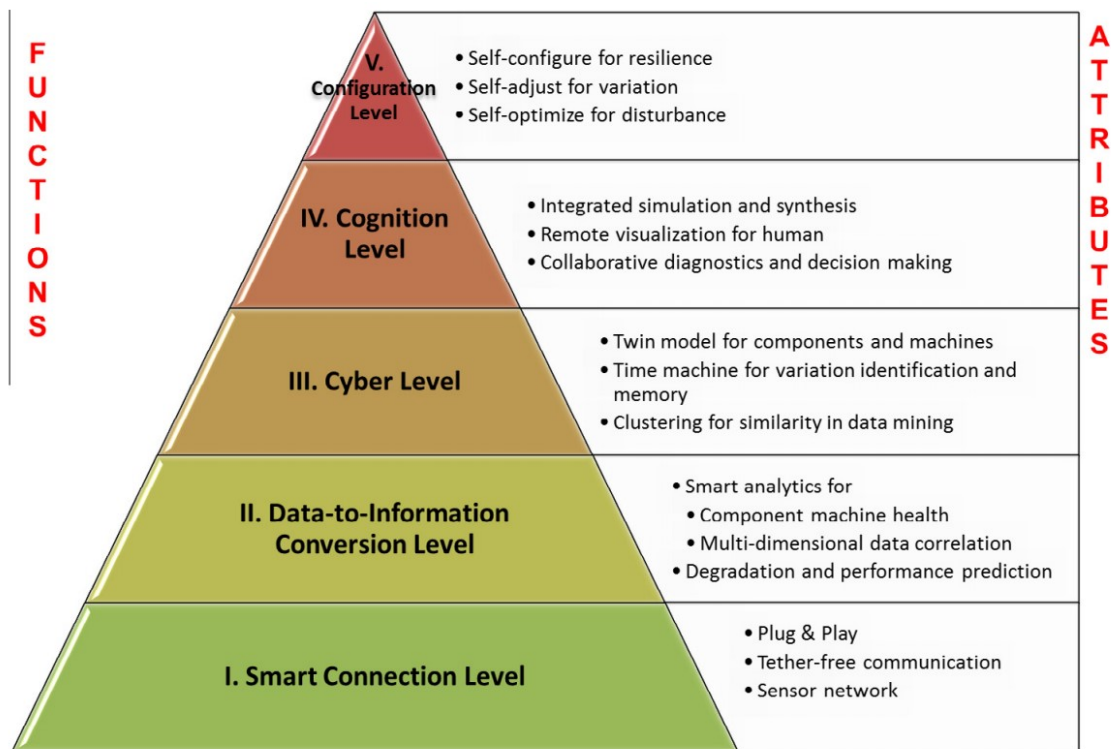 FUNCTIONS
ATTRIBUTES
V.
Configuration
Level
• Self-configure for resilience
• Self-adjust for variation
• Self-optimize for disturbance
IV. Cognition
Level
• Integrated simulation and synthesis
• Remote visualization for human
• Collaborative diagnostics and decision making
III. Cyber Level
• Twin model for components and machines
• Time machine for variation identification and
memory
• Clustering for similarity in data mining
II. Data-to-Information
Conversion Level
• Smart analytics for
• Component machine health
• Multi-dimensional data correlation
• Degradation and performance prediction
I. Smart Connection Level
• Plug & Play
• Tether-free communication
• Sensor network